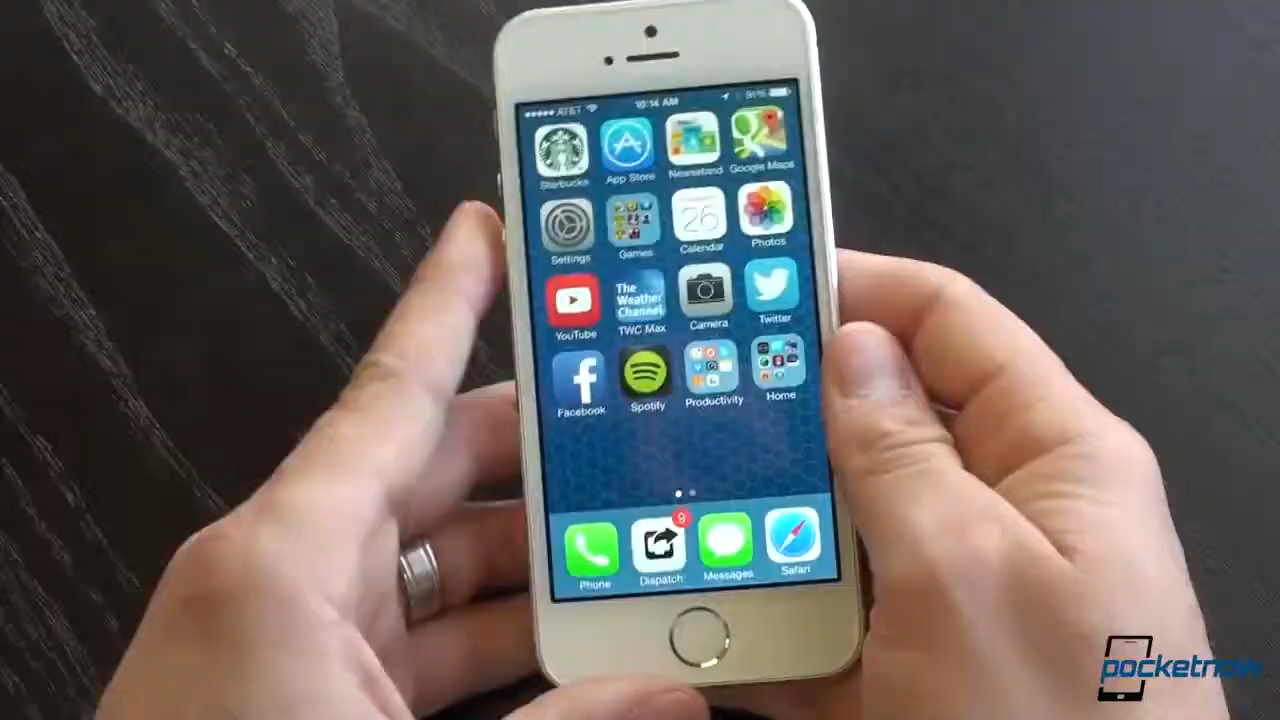 AT&T 10:14 AM 91%
Starbucks App Store Newsstand Google Maps
Settings Games Calendar Photos
26
The
Weather
Channel
YouTube TWC Max Camera Twitter
Facebook Spotify Productivity Home
9
Phone Dispatch Messages Safari
pocketnow